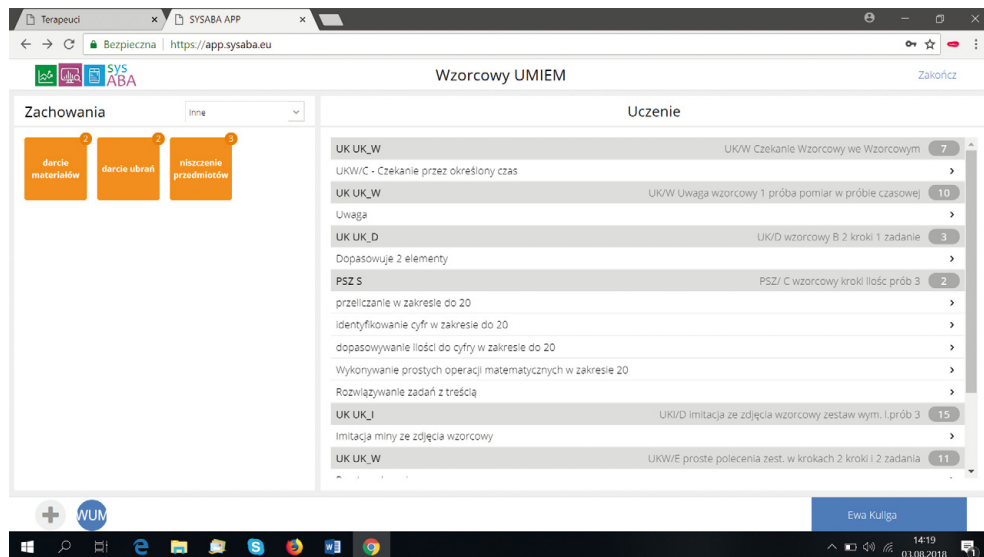 Terapeuci
SYSABA APP
Bezpieczna | https://app.sysaba.eu
sys
ABA
Wzorcowy UMIEM
Zakończ
Zachowania
Inne
Uczenie
2
2
3
darcie
materiałów
darcie ubrań
niszczenie
przedmiotów
UK UK_W UK/W Czekanie Wzorcowy we Wzorcowym 7
UKW/C - Czekanie przez określony czas
UK UK_W UK/W Uwaga wzorcowy 1 próba pomiar w próbie czasowej 10
Uwaga
UK UK_D UK/D wzorcowy B 2 kroki 1 zadanie 3
Dopasowuje 2 elementy
PSZ S PSZ/ C wzorcowy kroki Ilośc prób 3 2
przeliczanie w zakresie do 20
identyfikowanie cyfr w zakresie do 20
dopasowywanie ilości do cyfry w zakresie do 20
Wykonywanie prostych operacji matematycznych w zakresie 20
Rozwiązywanie zadań z treścią
UK UK_I UKI/D imitacja ze zdjęcia wzorcowy zestaw wym. l.prób 3 15
Imitacja miny ze zdjęcia wzorcowy
UK UK_W UKW/E proste polecenia zest. w krokach 2 kroki i 2 zadania 11
WUM
Ewa Kuliga
14:19
03.08.2018